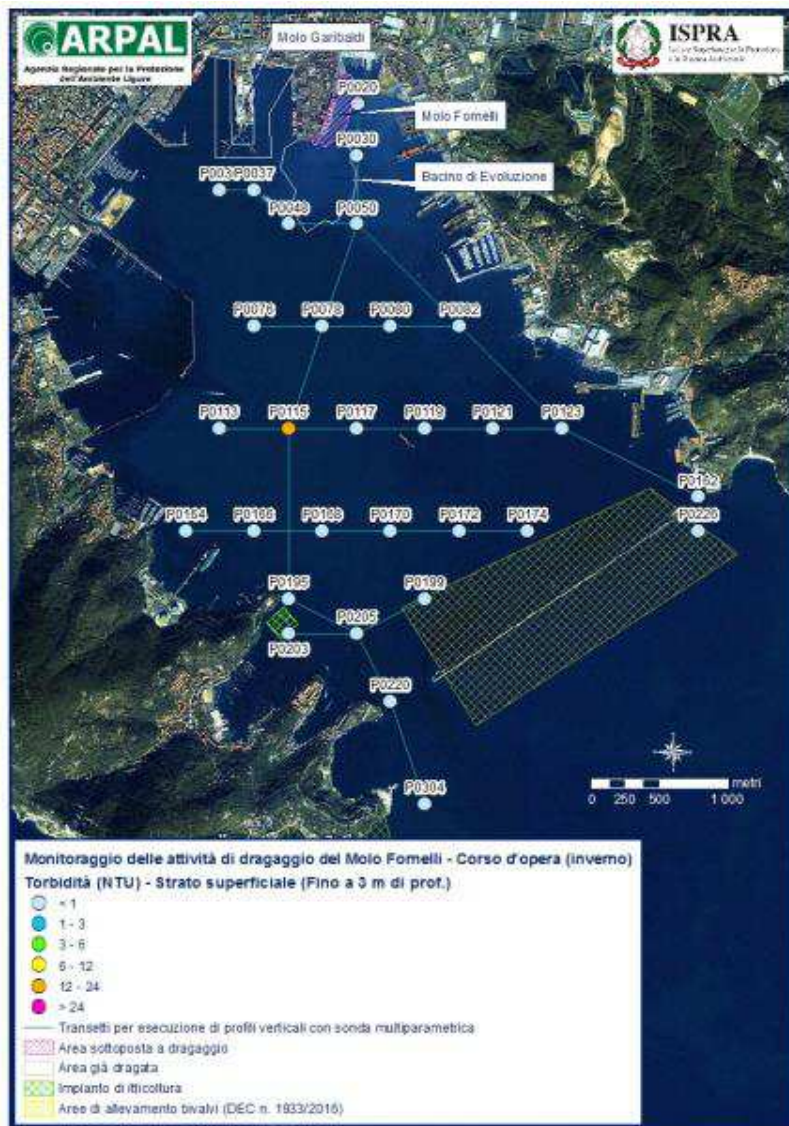 ARPAL
Agenzia Regionale per la Protezione
dell'Ambiente Ligure
Molo Garibaldi
ISPRA
P0020
Molo Fornelli
P0030
Bacino di Evoluzione
P003
P0037
P0048
P0050
P0076
P0078
P0080
P0082
P0113
P0115
P0117
P0119
P0121
P0123
P0162
P0164
P0166
P0168
P0170
P0172
P0174
P0226
P0195
P0199
P0203
P0205
P0220
P0304
metri
0 250 500 1 000
Monitoraggio delle attività di dragaggio del Molo Fornelli - Corso d'opera (inverno)
Torbidità (NTU) - Strato superficiale (Fino a 3 m di prof.)
< 1
1 - 3
3 - 6
6 - 12
12 - 24
> 24
Transetti per esecuzione di profili verticali con sonda multiparametrica
Area sottoposta a dragaggio
Area già dragata
Impianto di itticoltura
Aree di allevamento bivalvi (DEC n. 1933/2016)